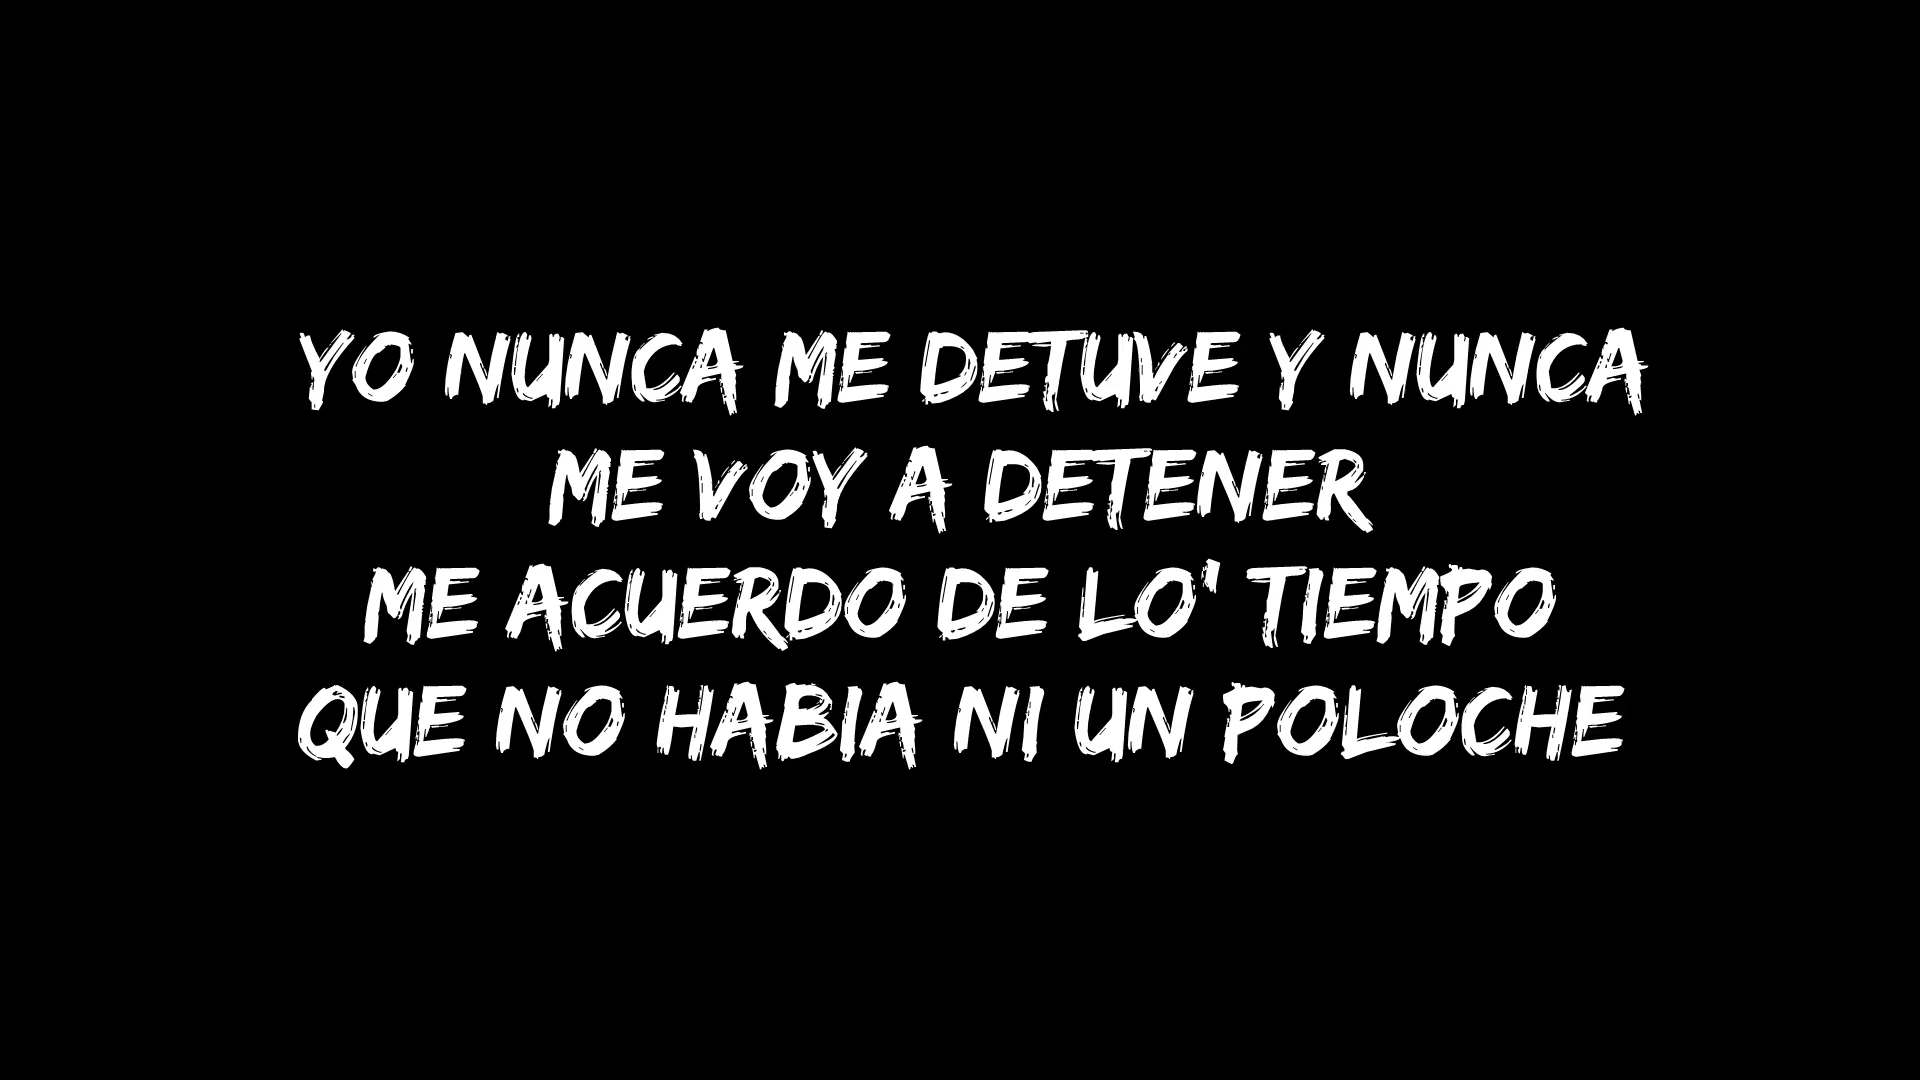 YO NUNCA ME DETUVE Y NUNCA
ME VOY A DETENER
ME ACUERDO DE LO' TIEMPO
QUE NO HABIA NI UN POLOCHE